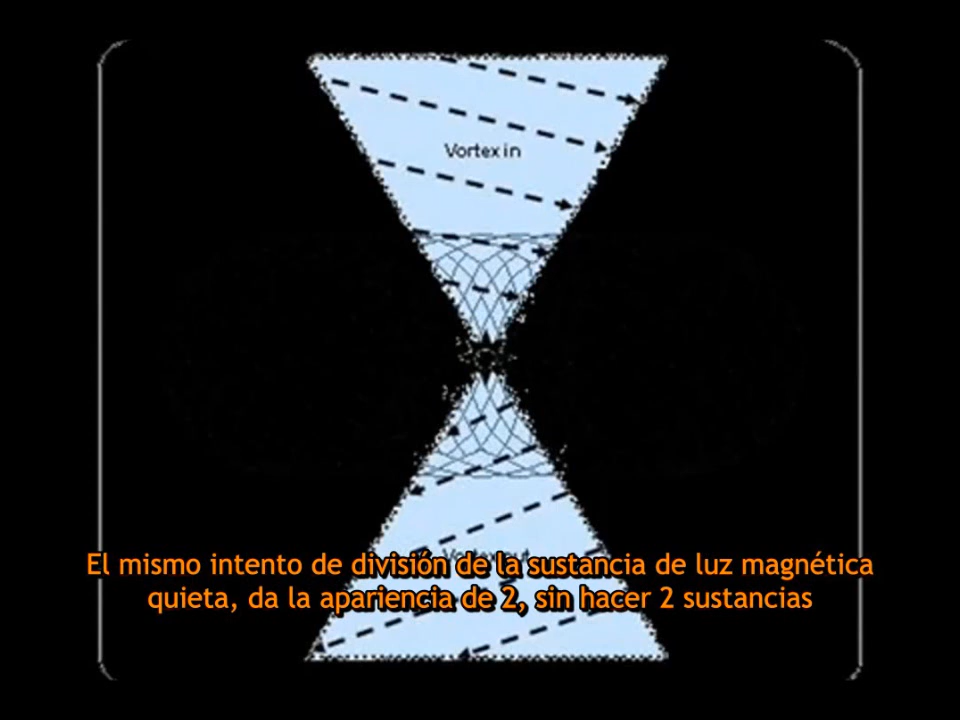 Vortex in
El mismo intento de división de la sustancia de luz magnética
quieta, da la apariencia de 2, sin hacer 2 sustancias